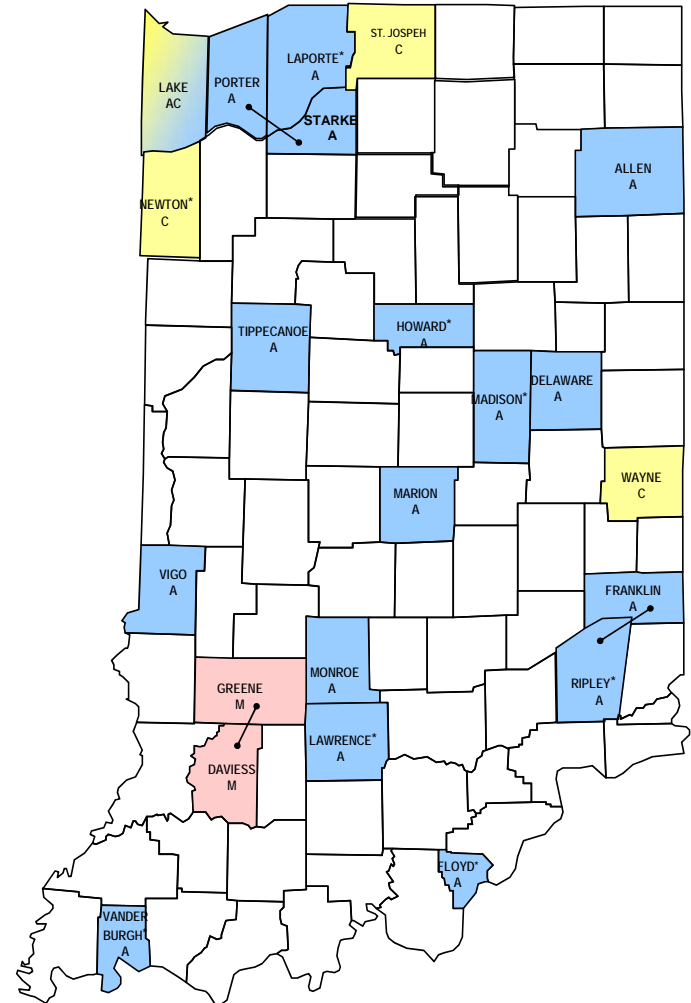 ST. JOSPEH
C
LAPORTE*
A
PORTER
A
LAKE
AC
STARKE
A
ALLEN
A
NEWTON*
C
TIPPECANOE
A
HOWARD*
A
MADISON*
A
DELAWARE
A
WAYNE
C
MARION
A
VIGO
A
FRANKLIN
A
MONROE
A
GREENE
M
RIPLEY*
A
LAWRENCE*
A
DAVIESS
M
FLOYD*
A
VANDER
BURGH*
A